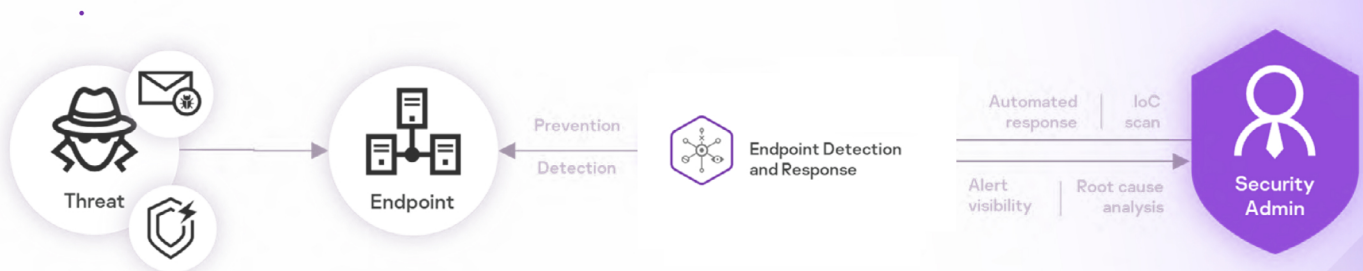 Threat
Endpoint
Prevention
Detection
Endpoint Detection
and Response
Automated
response
IoC
scan
Alert
visibility
Root cause
analysis
Security
Admin